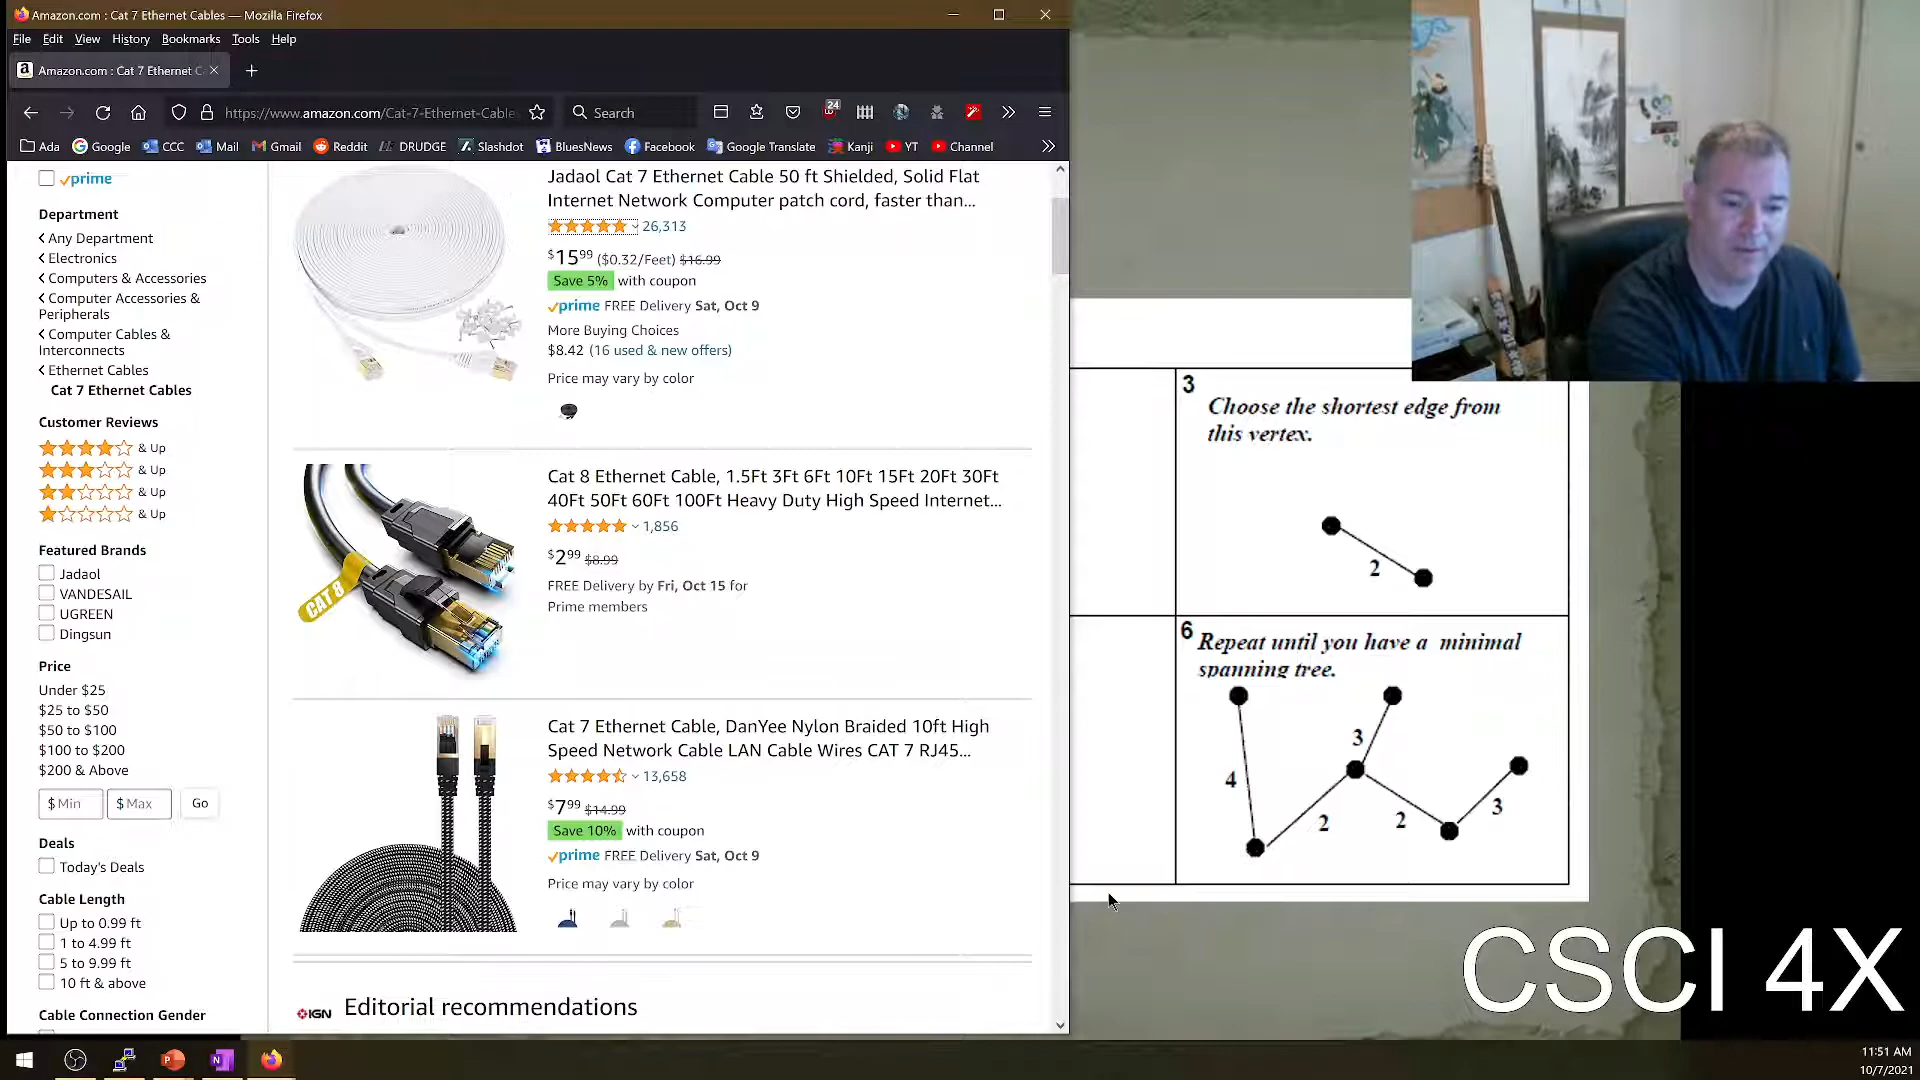 Amazon.com : Cat 7 Ethernet Cables — Mozilla Firefox
File Edit View History Bookmarks Tools Help
Amazon.com : Cat 7 Ethernet C
https://www.amazon.com/Cat-7-Ethernet-Cable
Search
24
Ada Google CCC Mail Gmail Reddit DRUDGE Slashdot BluesNews Facebook Google Translate Kanji YT Channel
prime
Department
Any Department
Electronics
Computers & Accessories
Computer Accessories &
Peripherals
Computer Cables &
Interconnects
Ethernet Cables
Cat 7 Ethernet Cables
Customer Reviews
& Up
& Up
& Up
& Up
Featured Brands
Jadaol
VANDESAIL
UGREEN
Dingsun
Price
Under $25
$25 to $50
$50 to $100
$100 to $200
$200 & Above
$ Min $ Max Go
Deals
Today's Deals
Cable Length
Up to 0.99 ft
1 to 4.99 ft
5 to 9.99 ft
10 ft & above
Cable Connection Gender
Jadaol Cat 7 Ethernet Cable 50 ft Shielded, Solid Flat
Internet Network Computer patch cord, faster than...
26,313
$15.99 ($0.32/Feet) $16.99
Save 5% with coupon
prime FREE Delivery Sat, Oct 9
More Buying Choices
$8.42 (16 used & new offers)
Price may vary by color
CAT 8
Cat 8 Ethernet Cable, 1.5Ft 3Ft 6Ft 10Ft 15Ft 20Ft 30Ft
40Ft 50Ft 60Ft 100Ft Heavy Duty High Speed Internet...
1,856
$2.99 $8.99
FREE Delivery by Fri, Oct 15 for
Prime members
Cat 7 Ethernet Cable, DanYee Nylon Braided 10ft High
Speed Network Cable LAN Cable Wires CAT 7 RJ45...
13,658
$7.99 $14.99
Save 10% with coupon
prime FREE Delivery Sat, Oct 9
Price may vary by color
IGN Editorial recommendations
3
Choose the shortest edge from
this vertex.
2
6
Repeat until you have a minimal
spanning tree.
3
4
2
2
3
CSCI 4X
11:51 AM
10/7/2021